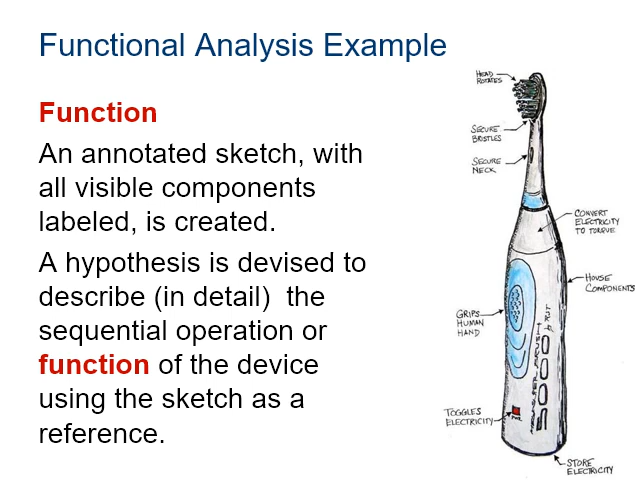 Functional Analysis Example
Function
An annotated sketch, with
all visible components
labeled, is created.
A hypothesis is devised to
describe (in detail) the
sequential operation or
function of the device
using the sketch as a
reference.
HEAD
ROTATES
SECURE
BRISTLES
SECURE
NECK
CONVERT
ELECTRICITY
TO TORQUE
HOUSE
COMPONENTS
GRIPS
HUMAN
HAND
TOGGLES
ELECTRICITY
STORE
ELECTRICITY
5000